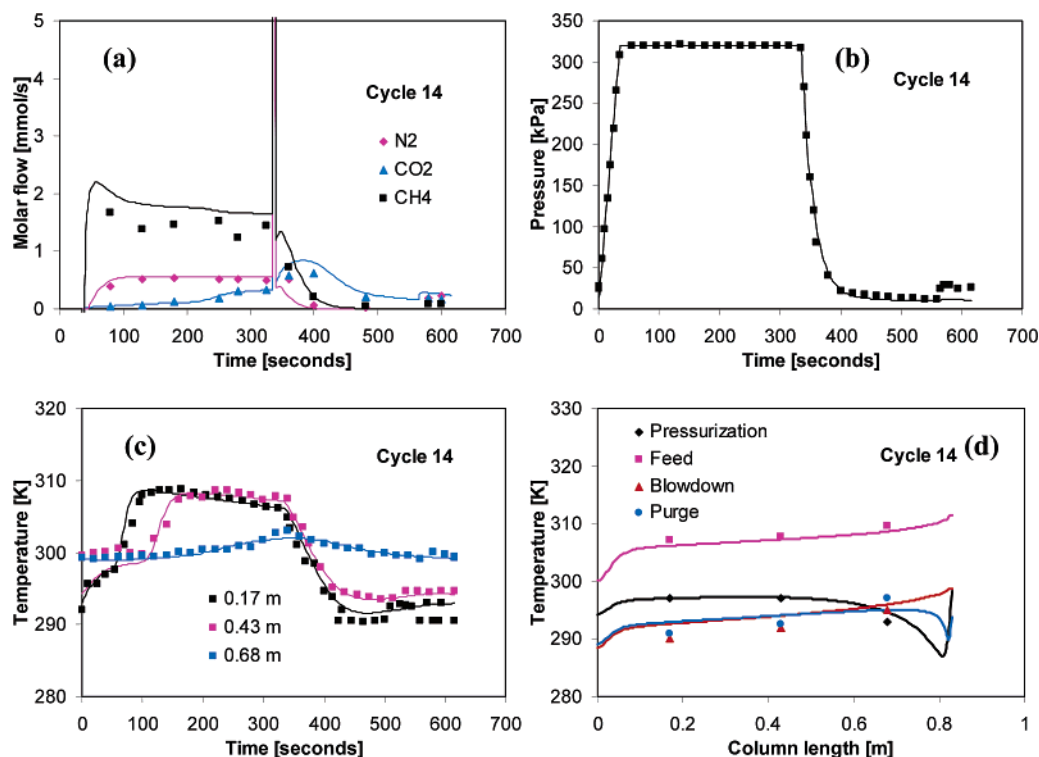 5
4
3
2
1
0
Molar flow [mmol/s]
(a)
Cycle 14
N2
CO2
CH4
0 100 200 300 400 500 600 700
Time [seconds]
350
300
250
200
150
100
50
0
Pressure [kPa]
(b)
Cycle 14
0 100 200 300 400 500 600 700
Time [seconds]
320
310
300
290
280
Temperature [K]
(c)
Cycle 14
0.17 m
0.43 m
0.68 m
0 100 200 300 400 500 600 700
Time [seconds]
330
320
310
300
290
280
Temperature [K]
Pressurization
Feed
Blowdown
Purge
Cycle 14
(d)
0 0.2 0.4 0.6 0.8 1
Column length [m]